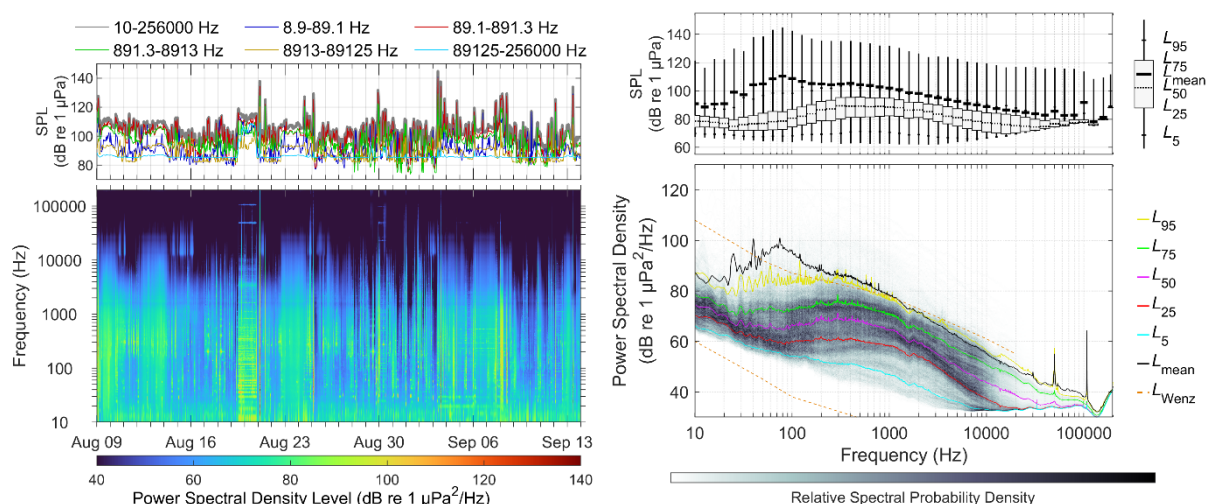 10-256000 Hz 8.9-89.1 Hz 89.1-891.3 Hz
891.3-8913 Hz 8913-89125 Hz 89125-256000 Hz
SPL
(dB re 1 µPa)
140
120
100
80
Frequency (Hz)
100000
10000
1000
100
10
Aug 09 Aug 16 Aug 23 Aug 30 Sep 06 Sep 13
40 60 80 100 120 140
Power Spectral Density Level (dB re 1 µPa²/Hz)
SPL
(dB re 1 µPa)
140
120
100
80
60
L95
L75
Lmean
L50
L25
L5
Power Spectral Density
(dB re 1 µPa²/Hz)
120
100
80
60
40
L95
L75
L50
L25
L5
Lmean
LWenz
10 100 1000 10000 100000
Frequency (Hz)
Relative Spectral Probability Density